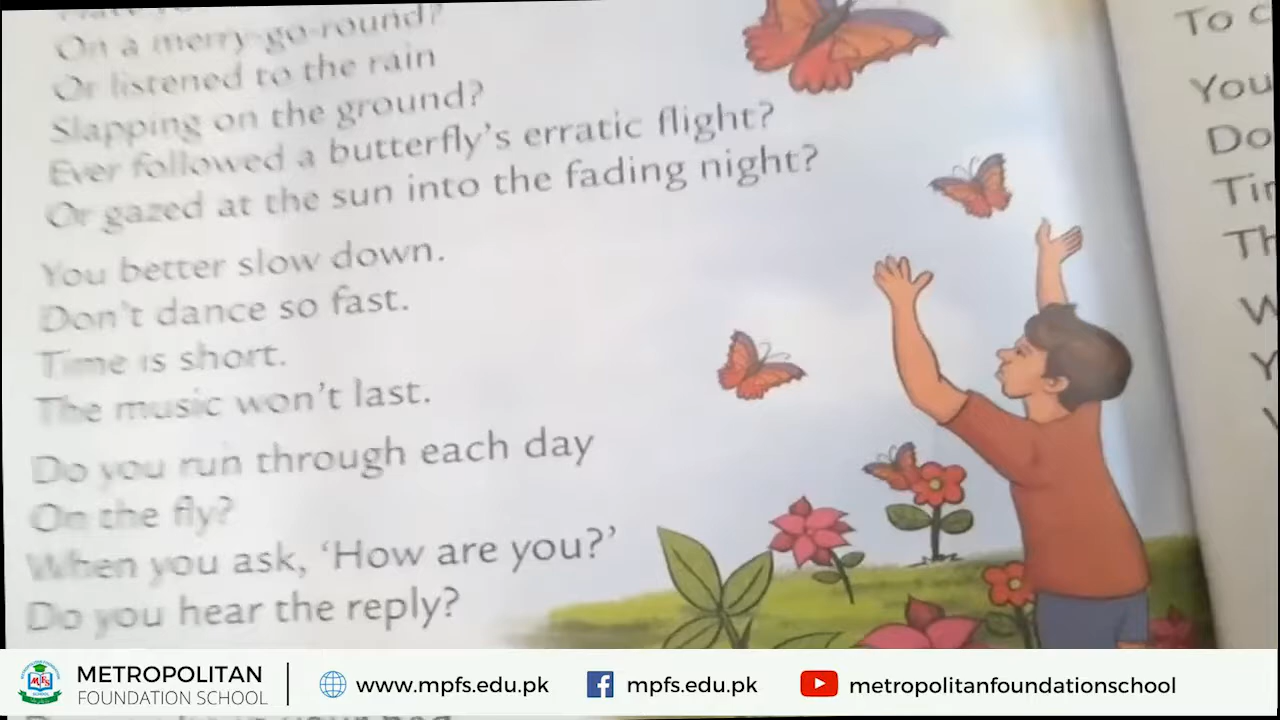 On a merry-go-round?
Or listened to the rain
Slapping on the ground?
Ever followed a butterfly's erratic flight?
Or gazed at the sun into the fading night?
You better slow down.
Don't dance so fast.
Time is short.
The music won't last.
Do you run through each day
On the fly?
When you ask, 'How are you?'
Do you hear the reply?
To
You
Do
METROPOLITAN
FOUNDATION SCHOOL
www.mpfs.edu.pk
mpfs.edu.pk
metropolitanfoundationschool